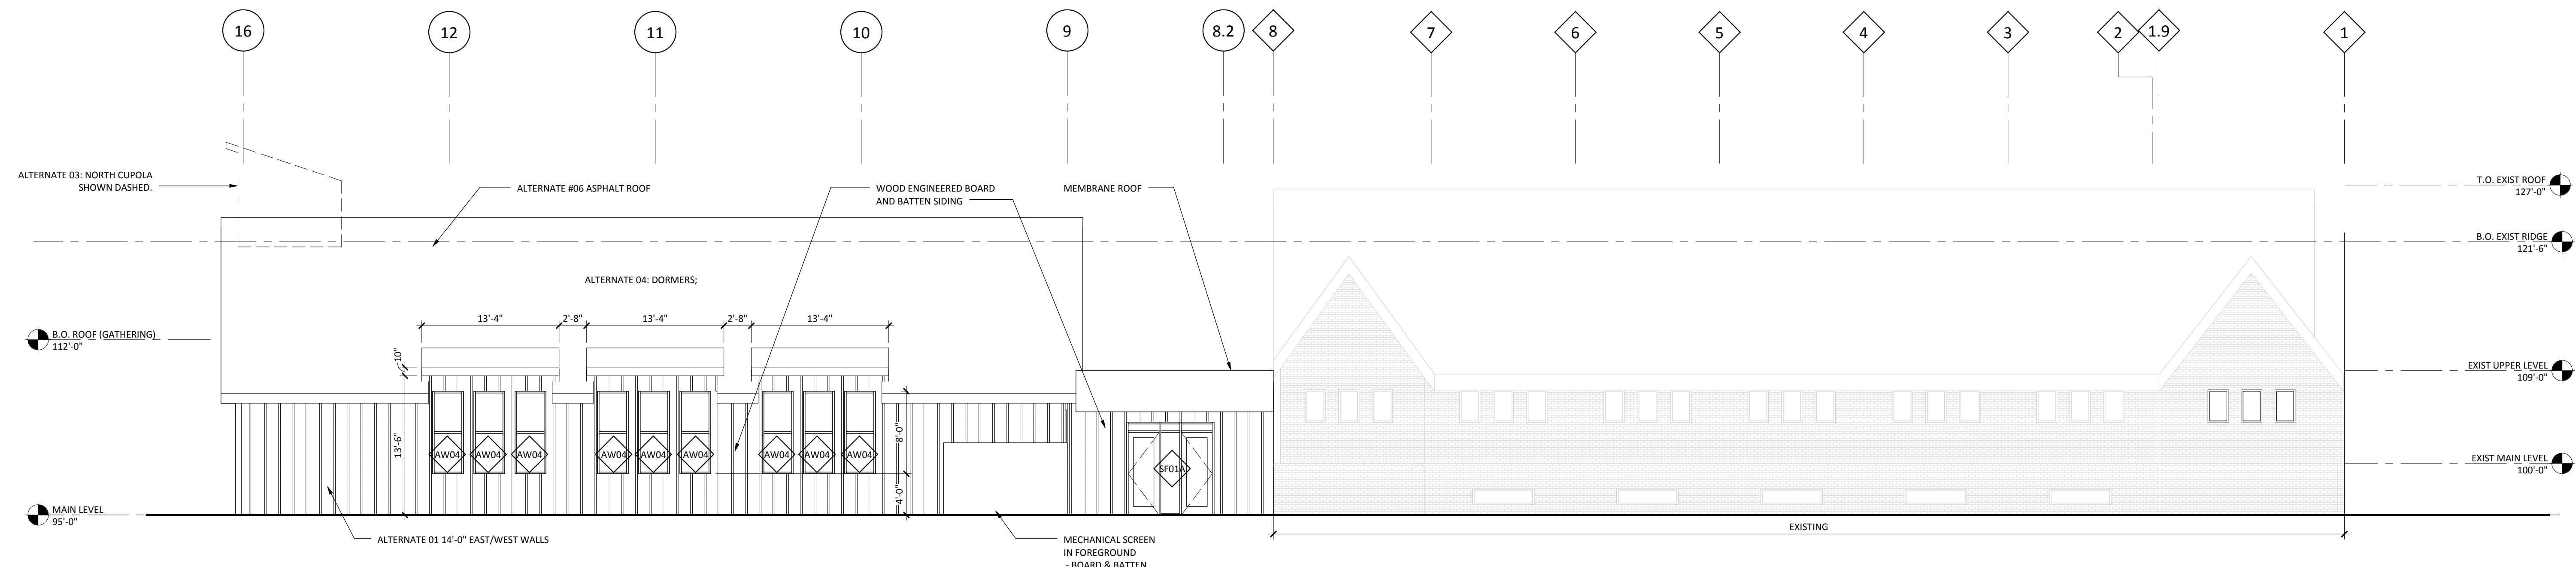 16
12
11
10
9
8.2
8
7
6
5
4
3
2
1.9
1
ALTERNATE 03: NORTH CUPOLA
SHOWN DASHED.
ALTERNATE #06 ASPHALT ROOF
WOOD ENGINEERED BOARD
AND BATTEN SIDING
MEMBRANE ROOF
T.O. EXIST ROOF
127'-0"
B.O. EXIST RIDGE
121'-6"
ALTERNATE 04: DORMERS;
13'-4"
2'-8"
13'-4"
2'-8"
13'-4"
B.O. ROOF (GATHERING)
112'-0"
10"
EXIST UPPER LEVEL
109'-0"
13'-6"
8'-0"
AW04
AW04
AW04
AW04
AW04
AW04
AW04
AW04
AW04
SF01A
EXIST MAIN LEVEL
100'-0"
4'-0"
MAIN LEVEL
95'-0"
EXISTING
ALTERNATE 01 14'-0" EAST/WEST WALLS
MECHANICAL SCREEN
IN FOREGROUND
- BOARD & BATTEN